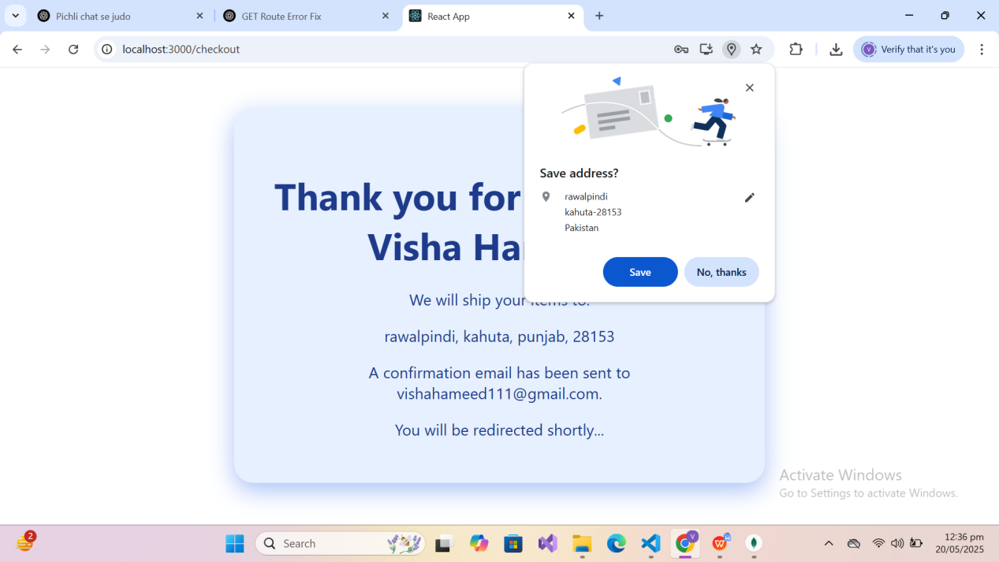 Pichli chat se judo
GET Route Error Fix
React App
localhost:3000/checkout
V
Verify that it's you
Save address?
rawalpindi
kahuta-28153
Pakistan
Save
No, thanks
Thank you for
Visha Ha
We will ship your items to:
rawalpindi, kahuta, punjab, 28153
A confirmation email has been sent to
vishahameed111@gmail.com.
You will be redirected shortly...
Activate Windows
Go to Settings to activate Windows.
2
Search
V
W
12:36 pm
20/05/2025